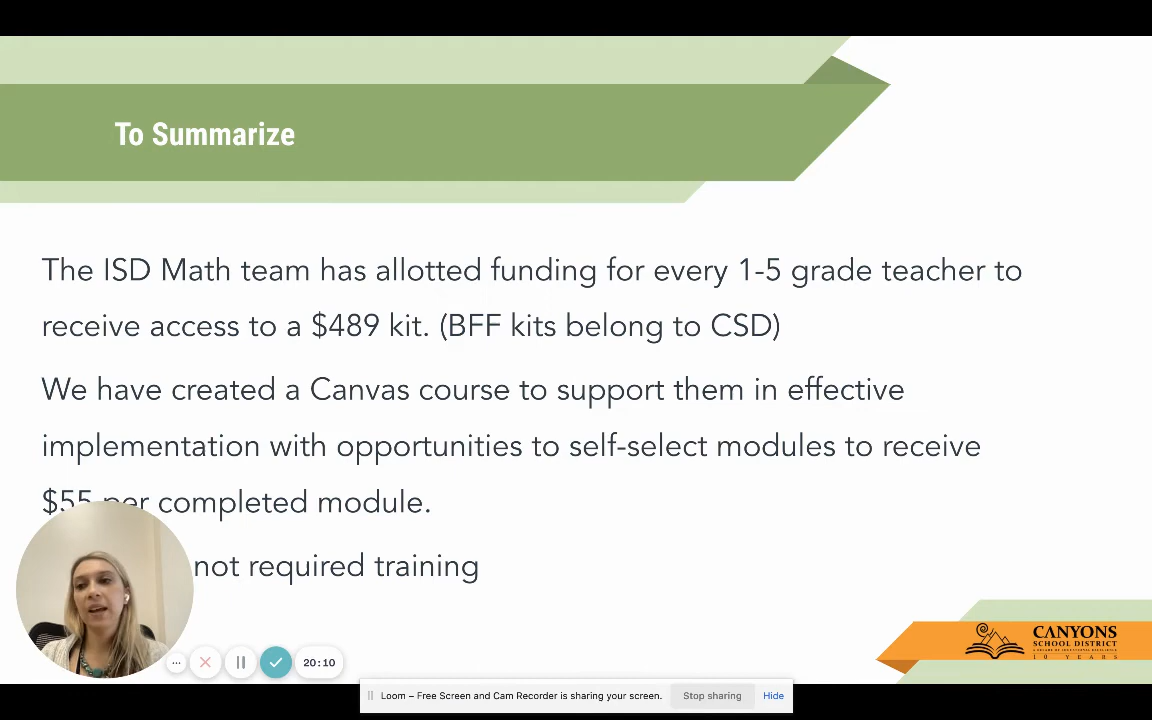 To Summarize
The ISD Math team has allotted funding for every 1-5 grade teacher to
receive access to a $489 kit. (BFF kits belong to CSD)
We have created a Canvas course to support them in effective
implementation with opportunities to self-select modules to receive
$55 per completed module.
not required training
CANYONS
SCHOOL DISTRICT
10 YEARS
20:10
Loom – Free Screen and Cam Recorder is sharing your screen. Stop sharing Hide